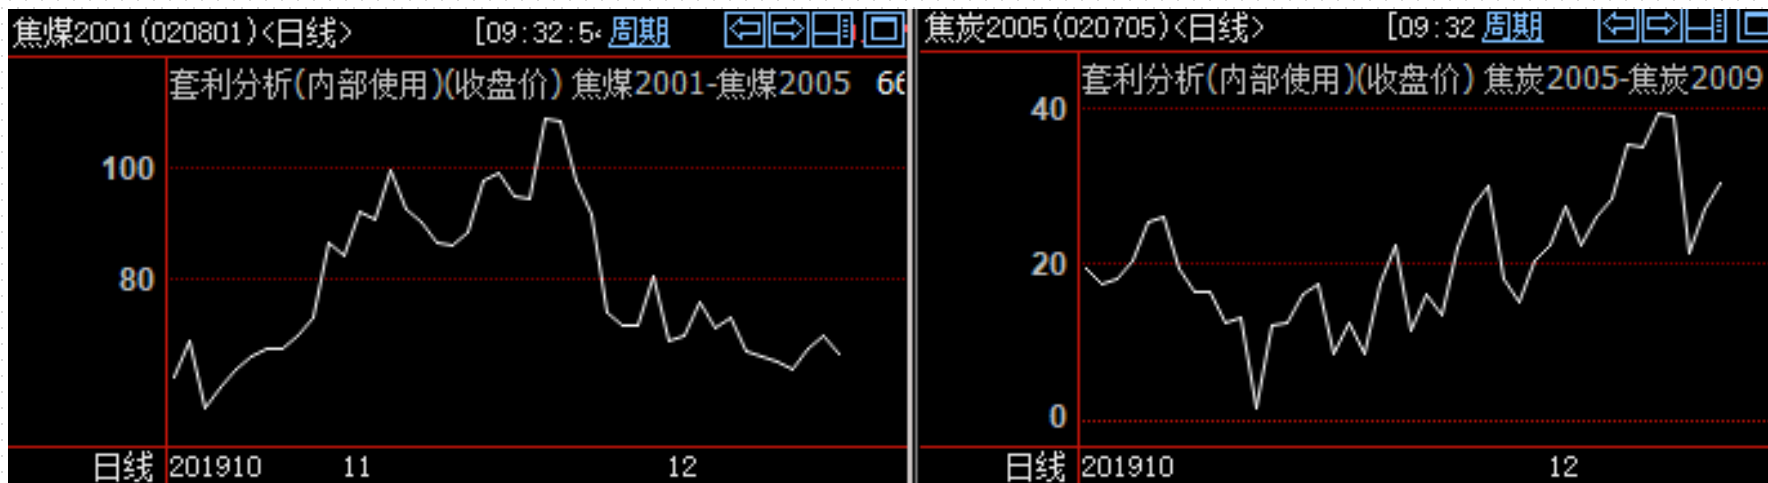 焦煤2001(020801)<日线> [09:32:5 周期
套利分析(内部使用)(收盘价) 焦煤2001-焦煤2005 66
100
80
日线 201910 11 12
焦炭2005(020705)<日线> [09:32 周期
套利分析(内部使用)(收盘价) 焦炭2005-焦炭2009
40
20
0
日线 201910 12